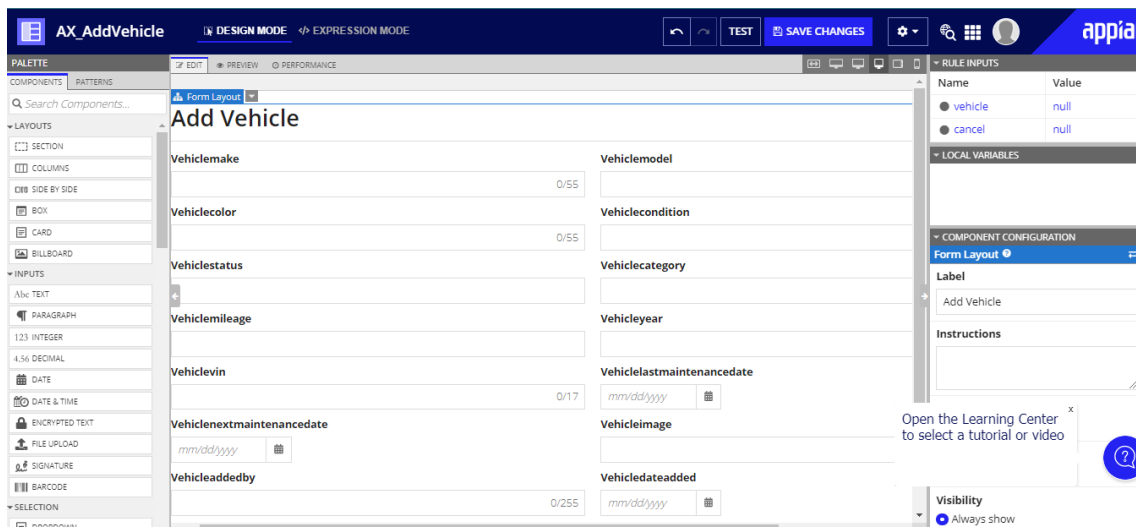 AX_AddVehicle
DESIGN MODE
</> EXPRESSION MODE
TEST
SAVE CHANGES
appia
PALETTE
COMPONENTS
PATTERNS
Search Components...
LAYOUTS
SECTION
COLUMNS
SIDE BY SIDE
BOX
CARD
BILLBOARD
INPUTS
Abc TEXT
PARAGRAPH
123 INTEGER
4.56 DECIMAL
DATE
DATE & TIME
ENCRYPTED TEXT
FILE UPLOAD
SIGNATURE
BARCODE
SELECTION
DROPDOWN
EDIT
PREVIEW
PERFORMANCE
Form Layout
Add Vehicle
Vehiclemake
Vehiclemodel
0/55
Vehiclecolor
Vehiclecondition
0/55
Vehiclestatus
Vehiclecategory
Vehiclemileage
Vehicleyear
Vehiclevin
Vehiclelastmaintenancedate
0/17
mm/dd/yyyy
Vehiclenextmaintenancedate
Vehicleimage
mm/dd/yyyy
Vehicleaddedby
Vehicledateadded
0/255
mm/dd/yyyy
RULE INPUTS
Name
Value
vehicle
null
cancel
null
LOCAL VARIABLES
COMPONENT CONFIGURATION
Form Layout
Label
Add Vehicle
Instructions
Open the Learning Center
to select a tutorial or video
x
Visibility
Always show